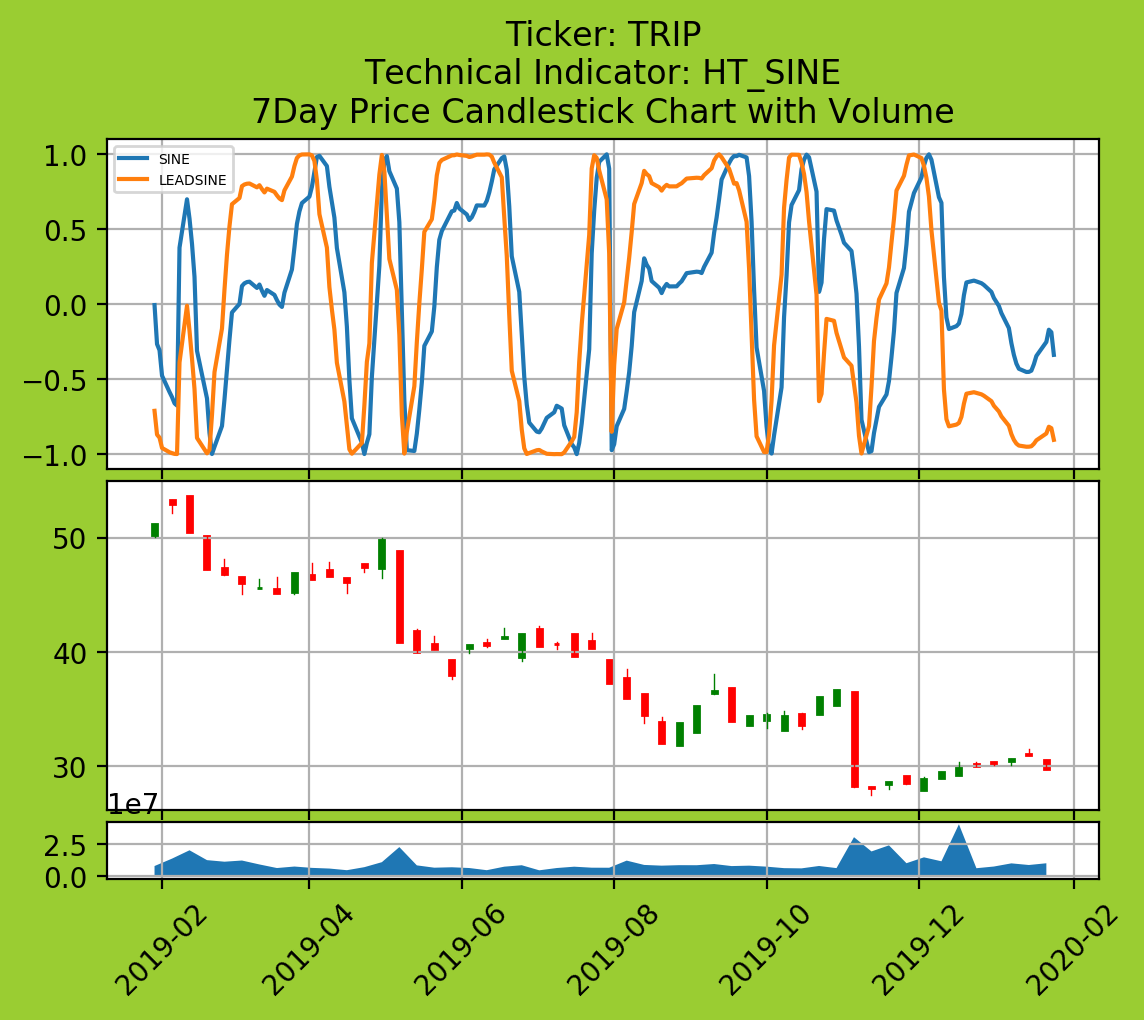 Ticker: TRIP
Technical Indicator: HT_SINE
7Day Price Candlestick Chart with Volume
1.0
0.5
0.0
−0.5
−1.0
SINE
LEADSINE
50
40
30
1e7
2.5
0.0
2019-02
2019-04
2019-06
2019-08
2019-10
2019-12
2020-02